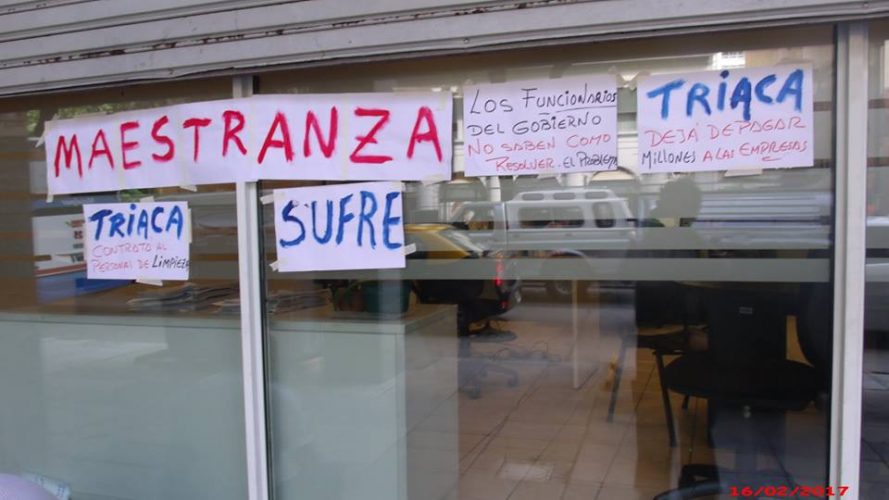 MAESTRANZA
LOS FUNCIONARIOS
DEL GOBIERNO
NO SABEN COMO
RESOLVER EL PROBLEMA
TRIACA
DEJÁ DE PAGAR
MILLONES A LAS EMPRESAS
TRIACA
CONTRATO AL
PERSONAL DE LIMPIEZA
SUFRE
16/02/2017